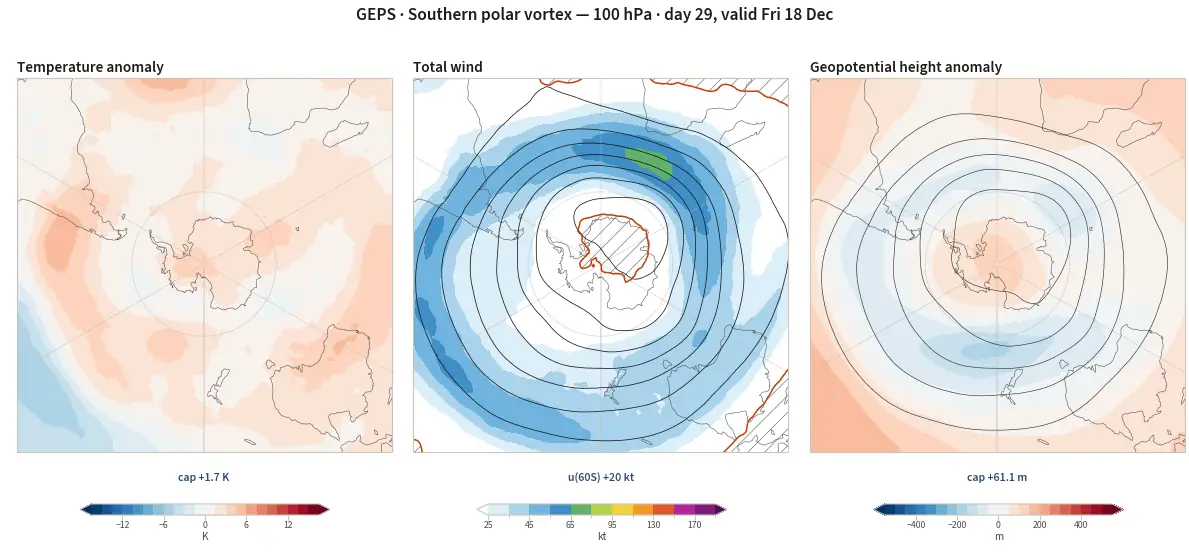 GEPS · Southern polar vortex — 100 hPa · day 29, valid Fri 18 Dec
Temperature anomaly
Total wind
Geopotential height anomaly
cap +1.7 K
u(60S) +20 kt
cap +61.1 m
−12 −6 0 6 12
K
25 45 65 95 130 170
kt
−400 −200 0 200 400
m